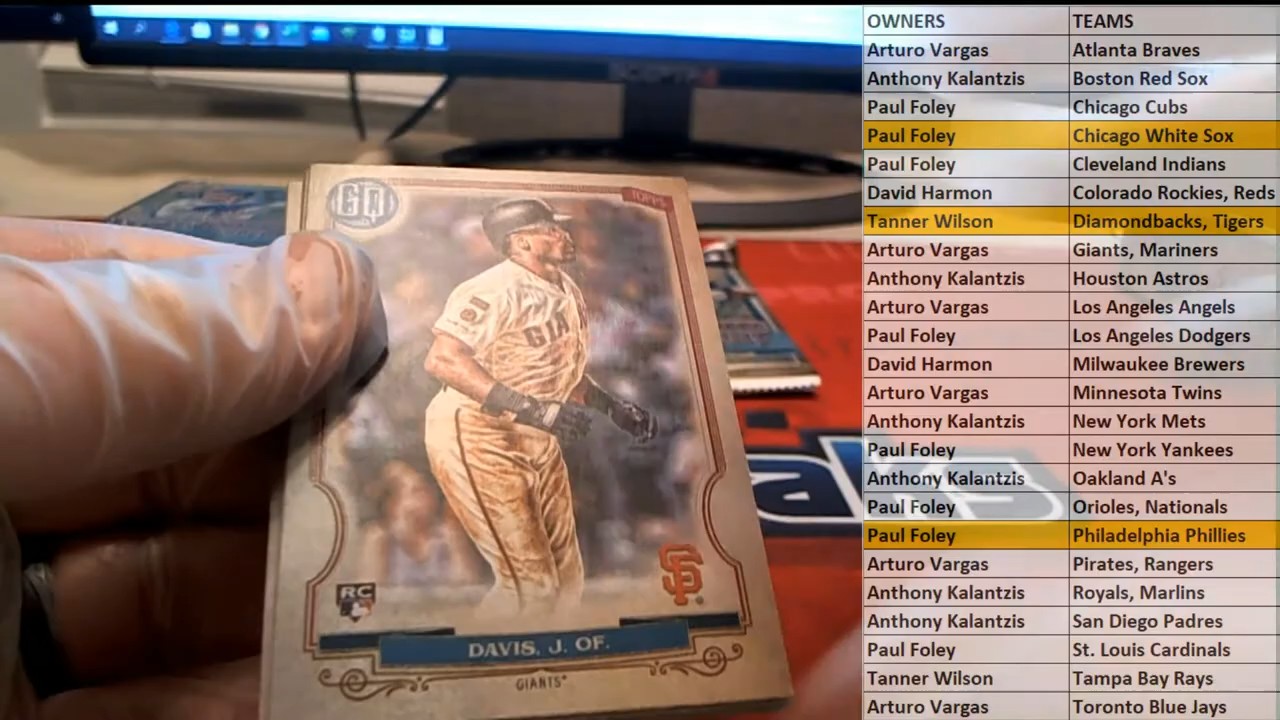 GQ
TOPPS
GIA
RC
SF
DAVIS, J. OF.
GIANTS
aks
OWNERS TEAMS
Arturo Vargas Atlanta Braves
Anthony Kalantzis Boston Red Sox
Paul Foley Chicago Cubs
Paul Foley Chicago White Sox
Paul Foley Cleveland Indians
David Harmon Colorado Rockies, Reds
Tanner Wilson Diamondbacks, Tigers
Arturo Vargas Giants, Mariners
Anthony Kalantzis Houston Astros
Arturo Vargas Los Angeles Angels
Paul Foley Los Angeles Dodgers
David Harmon Milwaukee Brewers
Arturo Vargas Minnesota Twins
Anthony Kalantzis New York Mets
Paul Foley New York Yankees
Anthony Kalantzis Oakland A's
Paul Foley Orioles, Nationals
Paul Foley Philadelphia Phillies
Arturo Vargas Pirates, Rangers
Anthony Kalantzis Royals, Marlins
Anthony Kalantzis San Diego Padres
Paul Foley St. Louis Cardinals
Tanner Wilson Tampa Bay Rays
Arturo Vargas Toronto Blue Jays